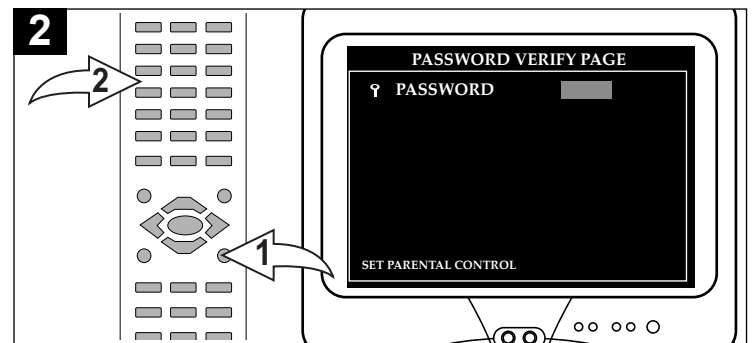 2
2
1
PASSWORD VERIFY PAGE
PASSWORD
SET PARENTAL CONTROL